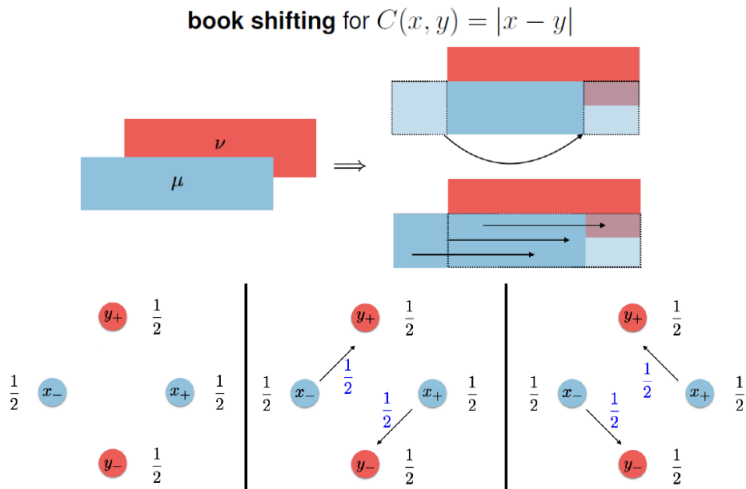 book shifting for C(x, y) = |x − y|
ν
μ
⟹
y₊ 1/2
1/2 x₋ x₊ 1/2
y₋ 1/2
y₊ 1/2
1/2 x₋ 1/2 1/2 x₊ 1/2
y₋ 1/2
y₊ 1/2
1/2 x₋ 1/2 1/2 x₊ 1/2
y₋ 1/2